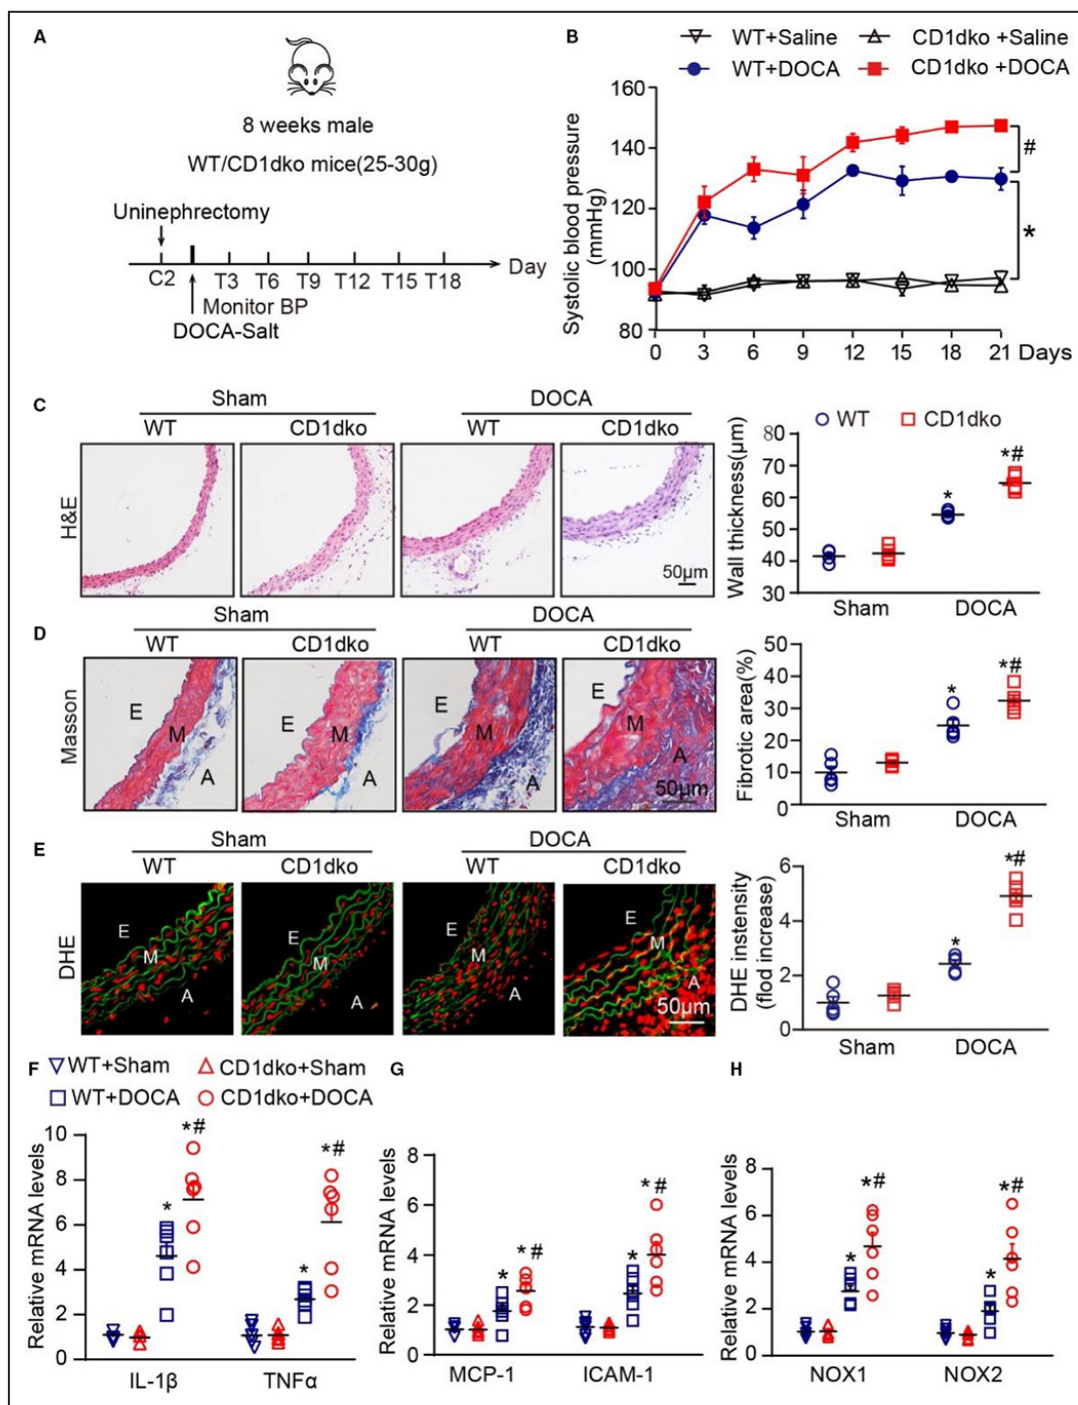 A
8 weeks male
WT/CD1dko mice(25-30g)
Uninephrectomy
C2 T3 T6 T9 T12 T15 T18 Day
Monitor BP
DOCA-Salt
B
WT+Saline CD1dko +Saline
WT+DOCA CD1dko +DOCA
Systolic blood pressure
(mmHg)
160
140
120
100
80
#
*
0 3 6 9 12 15 18 21 Days
C
Sham DOCA
WT CD1dko WT CD1dko
H&E
50µm
WT CD1dko
Wall thickness(µm)
80
70
60
50
40
30
* *#
Sham DOCA
D
Sham DOCA
WT CD1dko WT CD1dko
Masson
E M A E M A E M A E M A
50µm
Fibrotic area(%)
50
40
30
20
10
0
* *#
Sham DOCA
E
Sham DOCA
WT CD1dko WT CD1dko
DHE
E M A E M A E M A E M A
50µm
DHE instensity
(flod increase)
6
4
2
0
* *#
Sham DOCA
F
WT+Sham CD1dko+Sham
WT+DOCA CD1dko+DOCA
Relative mRNA levels
10
8
6
4
2
0
* *# * *#
IL-1β TNFα
G
Relative mRNA levels
8
6
4
2
0
* *# * *#
MCP-1 ICAM-1
H
Relative mRNA levels
8
6
4
2
0
* *# * *#
NOX1 NOX2